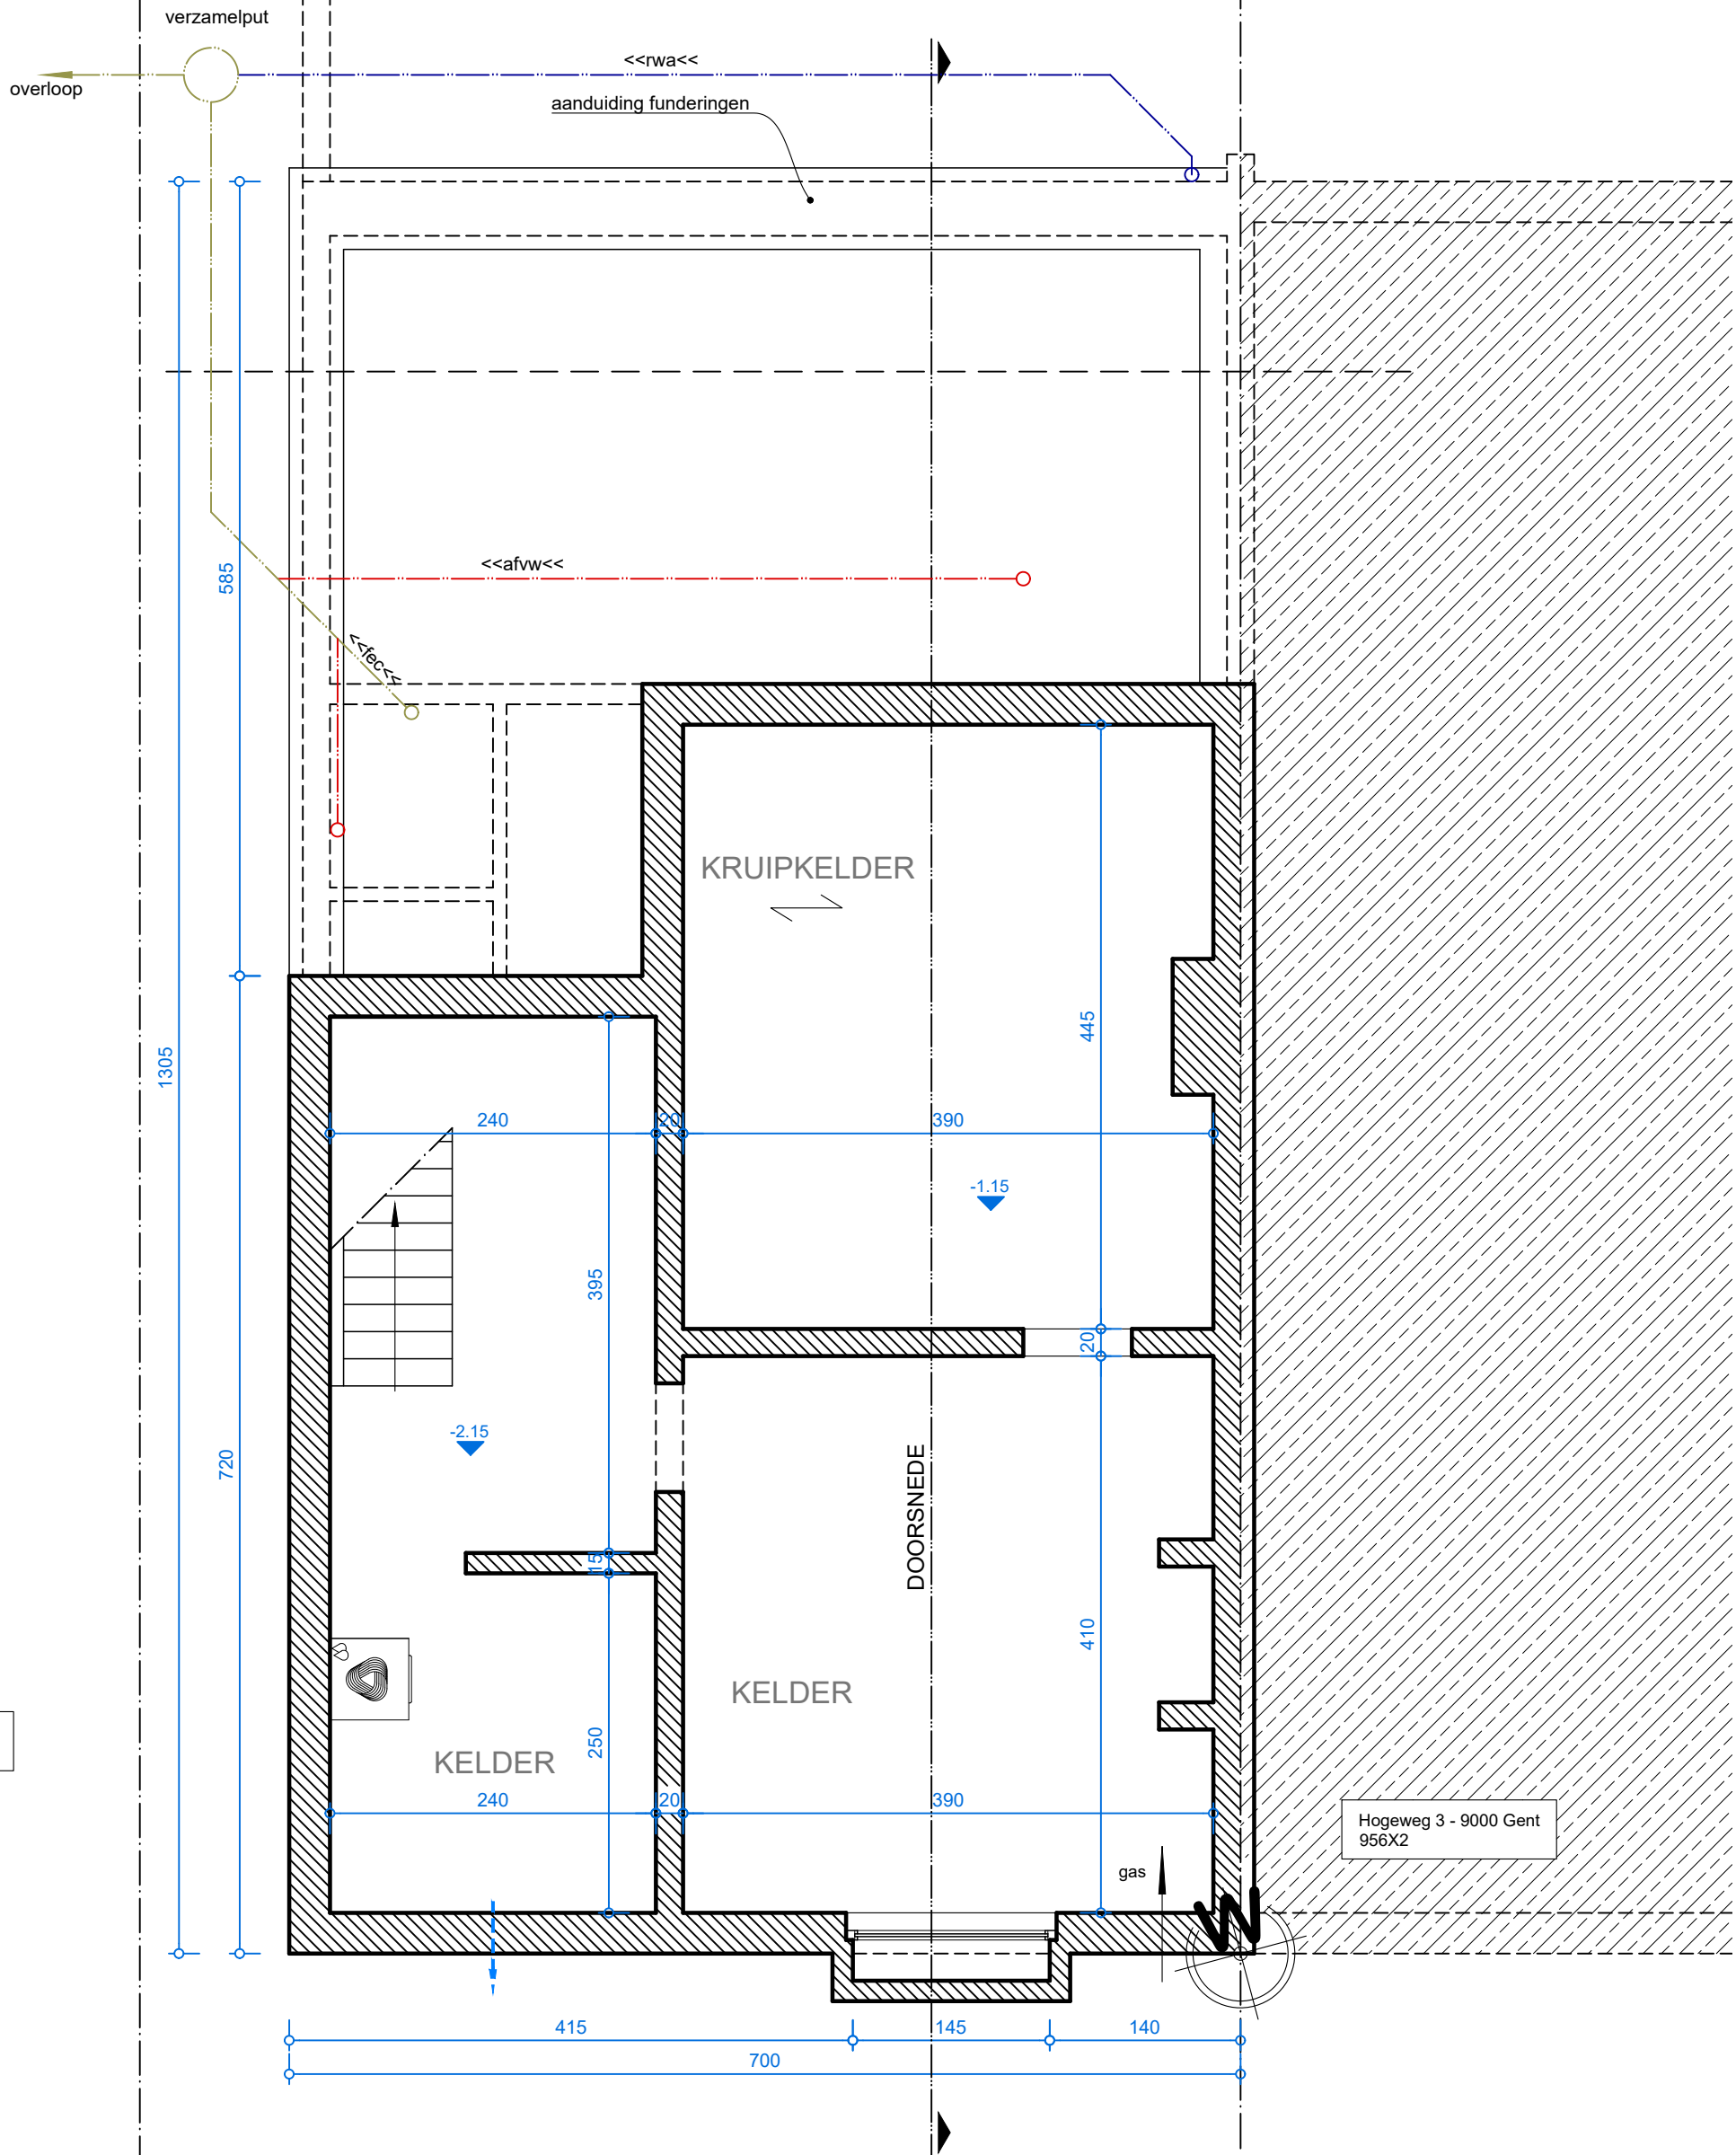 verzamelput
<<rwa<<
overloop
aanduiding funderingen
<<afvw<<
585
<<fec<<
KRUIPKELDER
445
1305
240
20
390
-1.15
395
20
-2.15
720
DOORSNEDE
15
410
KELDER
250
KELDER
240
20
390
Hogeweg 3 - 9000 Gent
956X2
gas
N
415
145
140
700